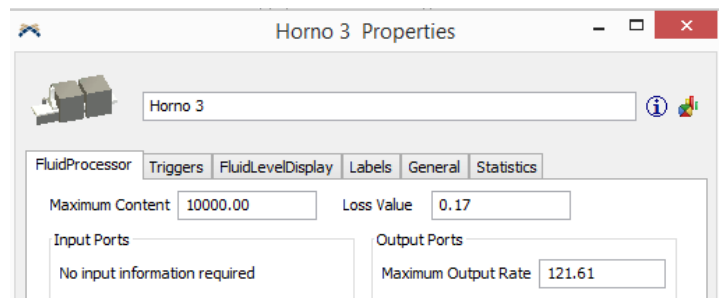 Horno 3 Properties
Horno 3
FluidProcessor Triggers FluidLevelDisplay Labels General Statistics
Maximum Content 10000.00 Loss Value 0.17
Input Ports Output Ports
No input information required Maximum Output Rate 121.61